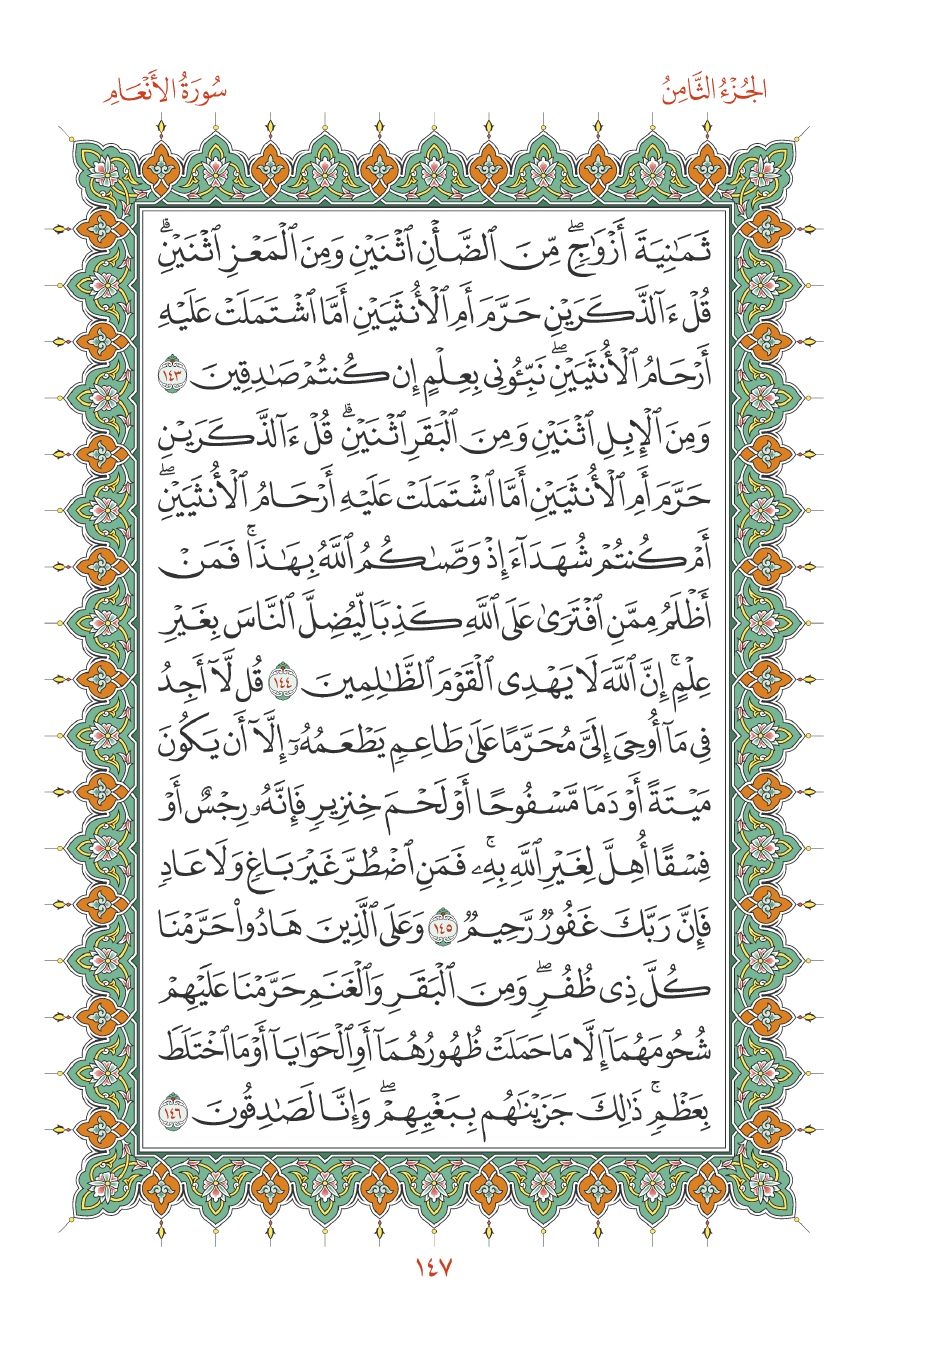 الجُزْءُ الثَّامِنُ
سُورَةُ الأَنْعَامِ
ثَمَٰنِيَةَ أَزْوَٰجٖۖ مِّنَ ٱلضَّأۡنِ ٱثۡنَيۡنِ وَمِنَ ٱلۡمَعۡزِ ٱثۡنَيۡنِۗ
قُلۡ ءَآلذَّكَرَيۡنِ حَرَّمَ أَمِ ٱلۡأُنثَيَيۡنِ أَمَّا ٱشۡتَمَلَتۡ عَلَيۡهِ
أَرۡحَامُ ٱلۡأُنثَيَيۡنِۖ نَبِّـُٔونِي بِعِلۡمٍ إِن كُنتُمۡ صَٰدِقِينَ ١٤٣
وَمِنَ ٱلۡإِبِلِ ٱثۡنَيۡنِ وَمِنَ ٱلۡبَقَرِ ٱثۡنَيۡنِۗ قُلۡ ءَآلذَّكَرَيۡنِ
حَرَّمَ أَمِ ٱلۡأُنثَيَيۡنِ أَمَّا ٱشۡتَمَلَتۡ عَلَيۡهِ أَرۡحَامُ ٱلۡأُنثَيَيۡنِۖ
أَمۡ كُنتُمۡ شُهَدَآءَ إِذۡ وَصَّىٰكُمُ ٱللَّهُ بِهَٰذَاۚ فَمَنۡ
أَظۡلَمُ مِمَّنِ ٱفۡتَرَىٰ عَلَى ٱللَّهِ كَذِبٗا لِّيُضِلَّ ٱلنَّاسَ بِغَيۡرِ
عِلۡمٍۚ إِنَّ ٱللَّهَ لَا يَهۡدِي ٱلۡقَوۡمَ ٱلظَّٰلِمِينَ ١٤٤ قُل لَّآ أَجِدُ
فِي مَآ أُوحِيَ إِلَيَّ مُحَرَّمًا عَلَىٰ طَاعِمٖ يَطۡعَمُهُۥٓ إِلَّآ أَن يَكُونَ
مَيۡتَةً أَوۡ دَمٗا مَّسۡفُوحًا أَوۡ لَحۡمَ خِنزِيرٖ فَإِنَّهُۥ رِجۡسٌ أَوۡ
فِسۡقًا أُهِلَّ لِغَيۡرِ ٱللَّهِ بِهِۦۚ فَمَنِ ٱضۡطُرَّ غَيۡرَ بَاغٖ وَلَا عَادٖ
فَإِنَّ رَبَّكَ غَفُورٞ رَّحِيمٞ ١٤٥ وَعَلَى ٱلَّذِينَ هَادُواْ حَرَّمۡنَا
كُلَّ ذِي ظُفُرٖۖ وَمِنَ ٱلۡبَقَرِ وَٱلۡغَنَمِ حَرَّمۡنَا عَلَيۡهِمۡ
شُحُومَهُمَآ إِلَّا مَا حَمَلَتۡ ظُهُورُهُمَآ أَوِ ٱلۡحَوَايَآ أَوۡ مَا ٱخۡتَلَطَ
بِعَظۡمٖۚ ذَٰلِكَ جَزَيۡنَٰهُم بِبَغۡيِهِمۡۖ وَإِنَّا لَصَٰدِقُونَ ١٤٦
١٤٧